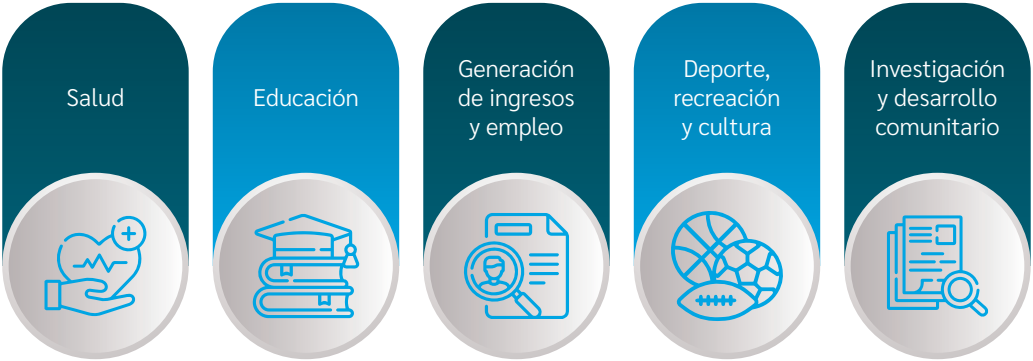 Salud
Educación
Generación
de ingresos
y empleo
Deporte,
recreación
y cultura
Investigación
y desarrollo
comunitario